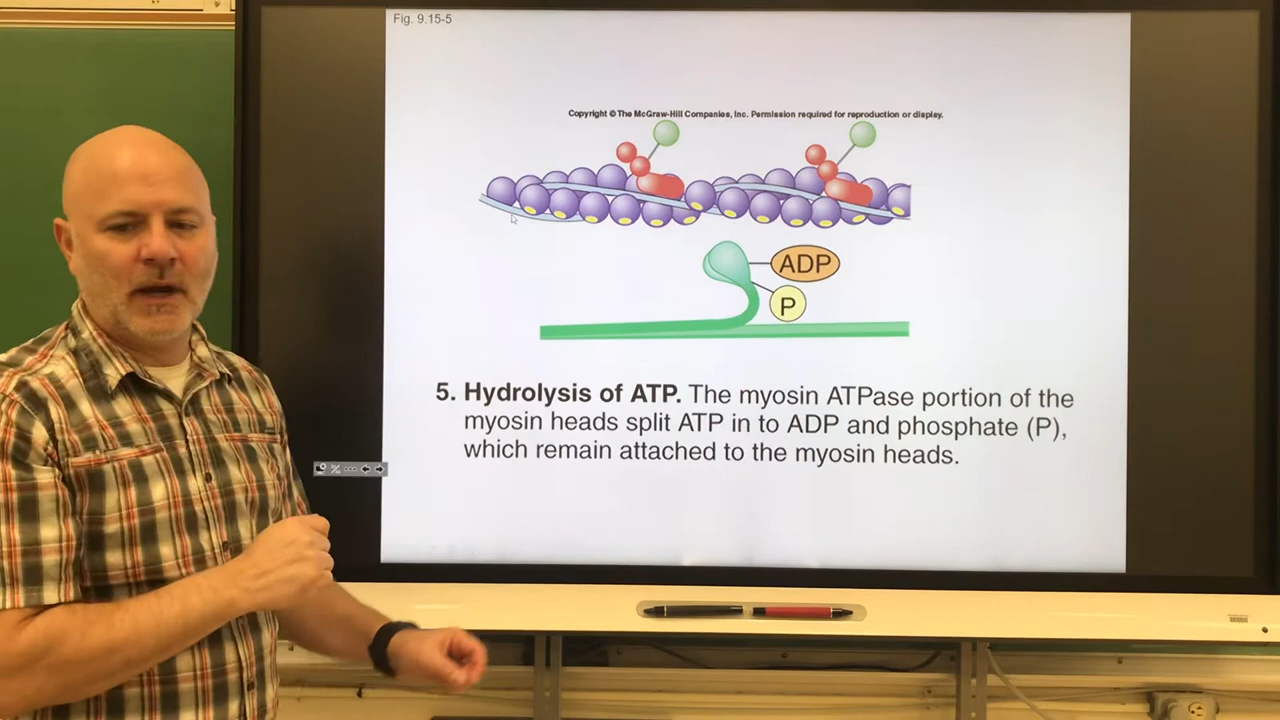 Fig. 9.15-5
Copyright © The McGraw-Hill Companies, Inc. Permission required for reproduction or display.
ADP
P
5. Hydrolysis of ATP. The myosin ATPase portion of the
myosin heads split ATP in to ADP and phosphate (P),
which remain attached to the myosin heads.